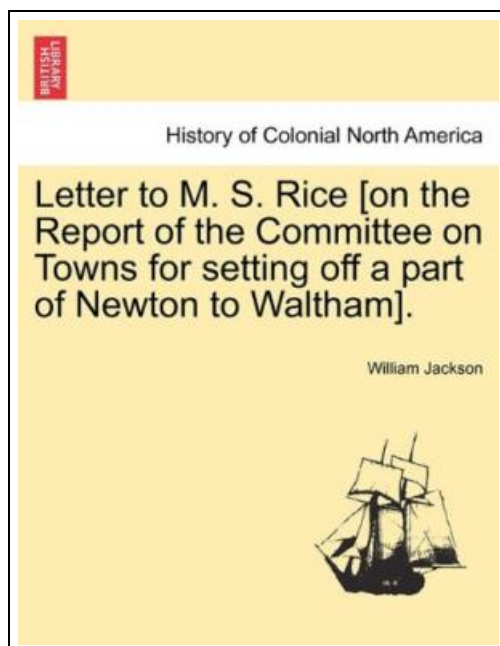 BRITISH
LIBRARY
History of Colonial North America
Letter to M. S. Rice [on the
Report of the Committee on
Towns for setting off a part
of Newton to Waltham].
William Jackson